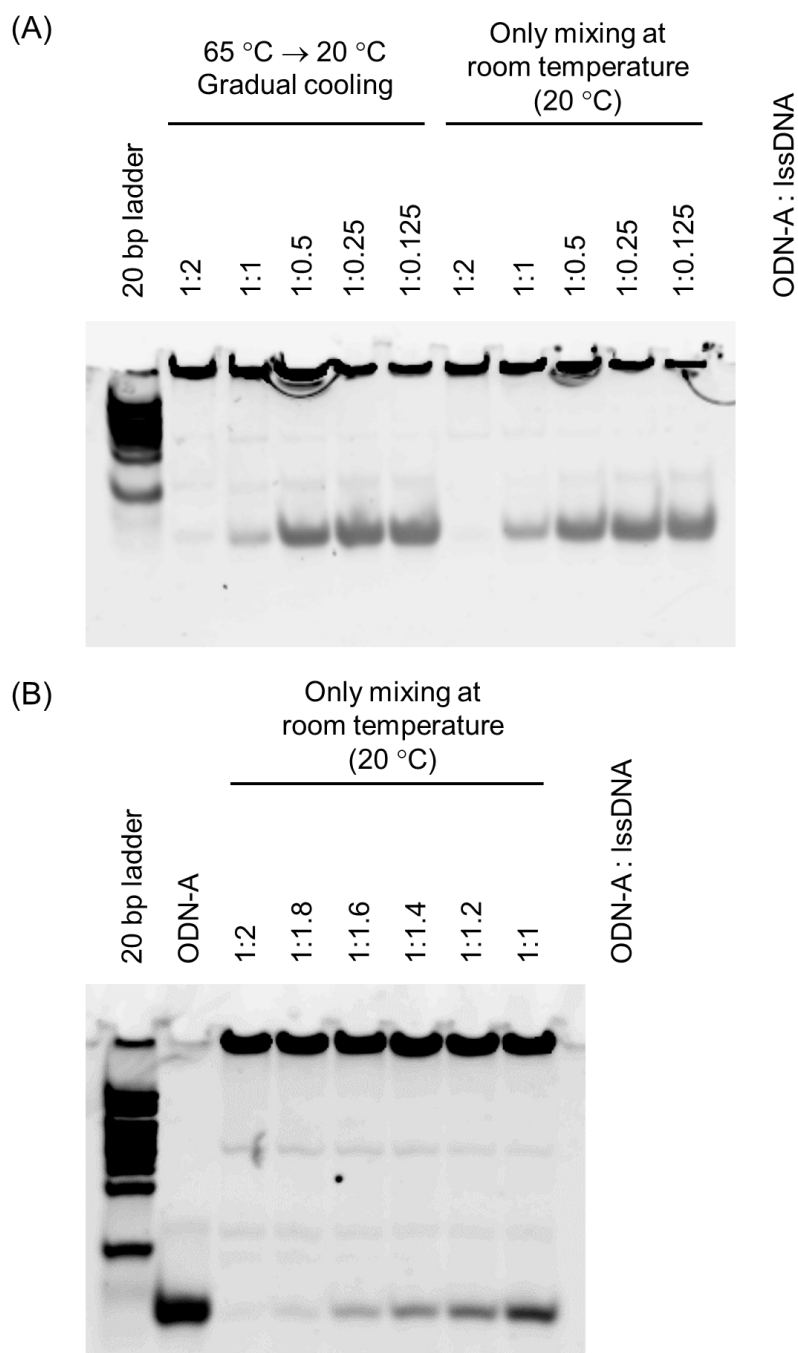 (A)
65 °C → 20 °C
Gradual cooling
Only mixing at
room temperature
(20 °C)
20 bp ladder
1:2
1:1
1:0.5
1:0.25
1:0.125
1:2
1:1
1:0.5
1:0.25
1:0.125
ODN-A : lssDNA
(B)
Only mixing at
room temperature
(20 °C)
20 bp ladder
ODN-A
1:2
1:1.8
1:1.6
1:1.4
1:1.2
1:1
ODN-A : lssDNA